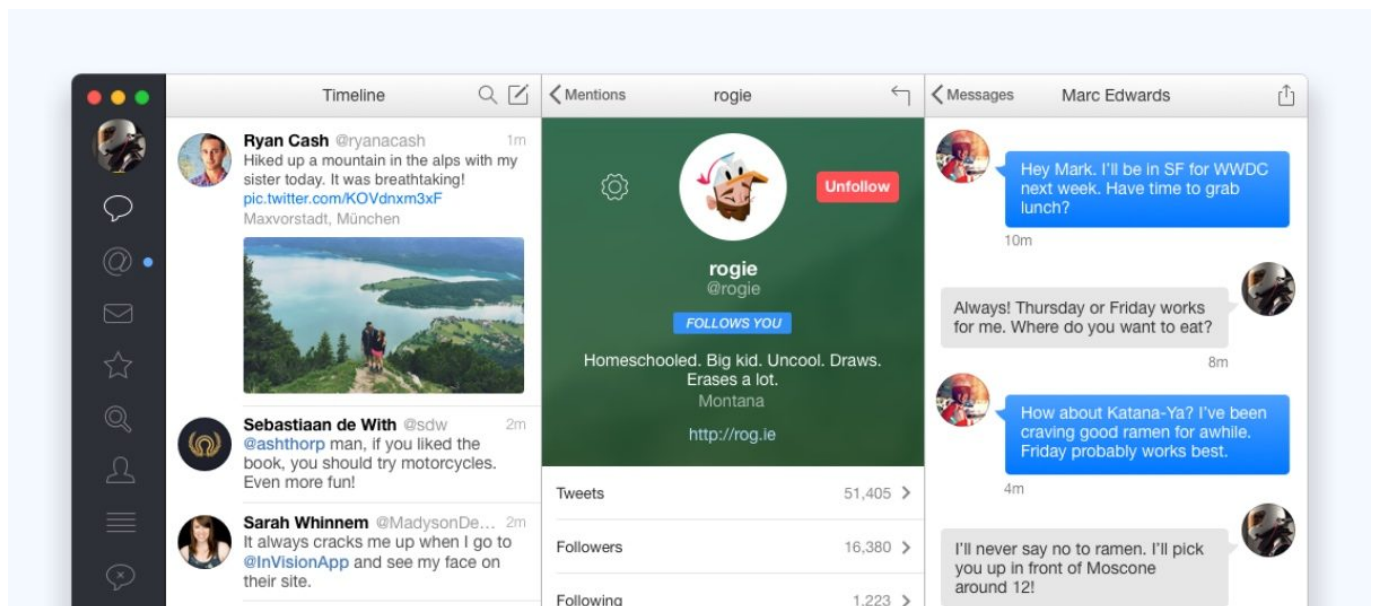 Timeline
Ryan Cash @ryanacash 1m
Hiked up a mountain in the alps with my
sister today. It was breathtaking!
pic.twitter.com/KOVdnxm3xF
Maxvorstadt, München
Sebastiaan de With @sdw 2m
@ashthorp man, if you liked the
book, you should try motorcycles.
Even more fun!
Sarah Whinnem @MadysonDe... 2m
It always cracks me up when I go to
@InVisionApp and see my face on
their site.
Mentions
rogie
Unfollow
rogie
@rogie
FOLLOWS YOU
Homeschooled. Big kid. Uncool. Draws.
Erases a lot.
Montana
http://rog.ie
Tweets 51,405
Followers 16,380
Following 1,223
Messages
Marc Edwards
Hey Mark. I'll be in SF for WWDC
next week. Have time to grab
lunch?
10m
Always! Thursday or Friday works
for me. Where do you want to eat?
8m
How about Katana-Ya? I've been
craving good ramen for awhile.
Friday probably works best.
4m
I'll never say no to ramen. I'll pick
you up in front of Moscone
around 12!